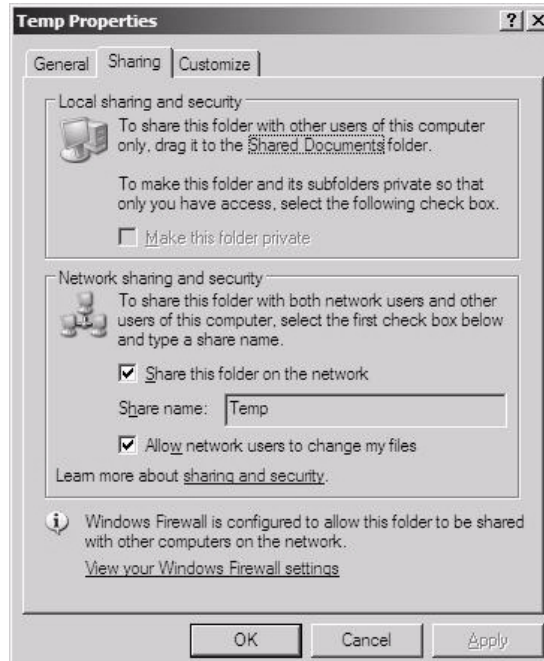 Temp Properties
General Sharing Customize
Local sharing and security
To share this folder with other users of this computer
only, drag it to the Shared Documents folder.
To make this folder and its subfolders private so that
only you have access, select the following check box.
Make this folder private
Network sharing and security
To share this folder with both network users and other
users of this computer, select the first check box below
and type a share name.
Share this folder on the network
Share name: Temp
Allow network users to change my files
Learn more about sharing and security.
Windows Firewall is configured to allow this folder to be shared
with other computers on the network.
View your Windows Firewall settings
OK Cancel Apply